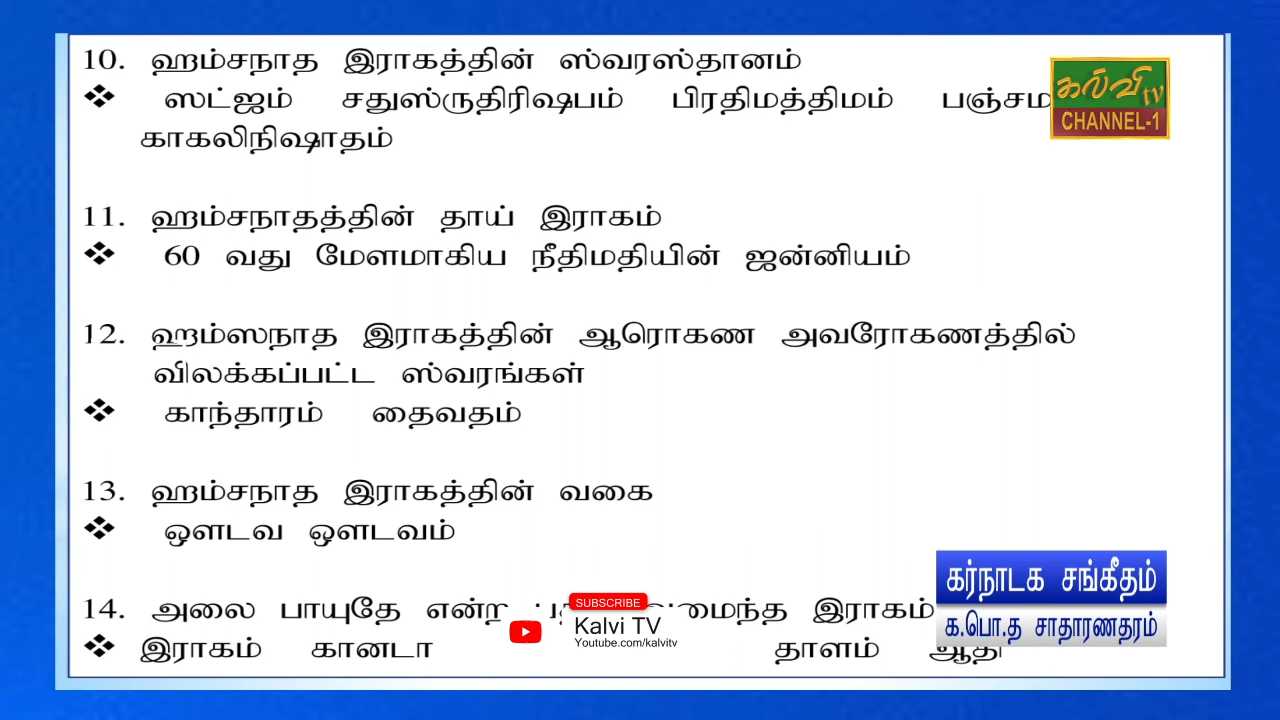 10. ஹம்சநாத இராகத்தின் ஸ்வரஸ்தானம்
❖ ஸட்ஜம் சதுஸ்ருதிரிஷபம் பிரதிமத்திமம் பஞ்சம
காகலிநிஷாதம்
கல்வி tv
CHANNEL-1
11. ஹம்சநாதத்தின் தாய் இராகம்
❖ 60 வது மேளமாகிய நீதிமதியின் ஜன்னியம்
12. ஹம்ஸநாத இராகத்தின் ஆரொகண அவரோகணத்தில்
விலக்கப்பட்ட ஸ்வரங்கள்
❖ காந்தாரம் தைவதம்
13. ஹம்சநாத இராகத்தின் வகை
❖ ஔடவ ஔடவம்
14. அலை பாயுதே என்ற இராகம்
❖ இராகம் கானடா தாளம் ஆதி
SUBSCRIBE
Kalvi TV
Youtube.com/kalvitv
கர்நாடக சங்கீதம்
க.பொ.த சாதாரணதரம்